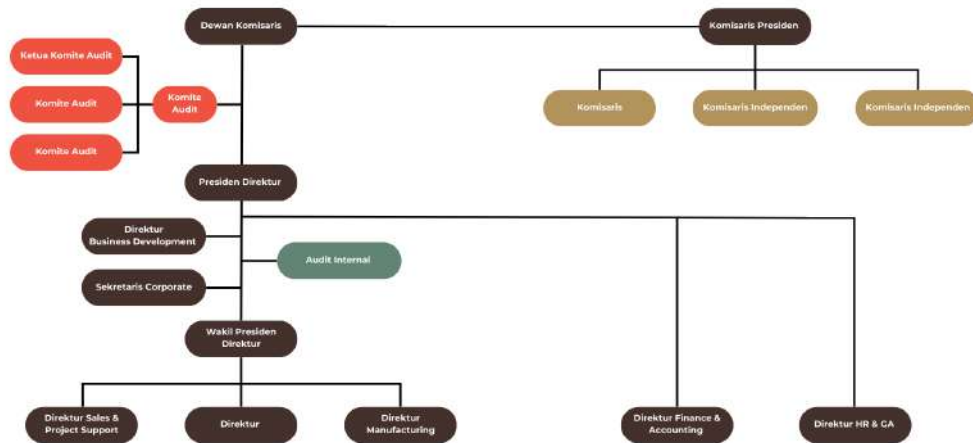 Dewan Komisaris
Komisaris Presiden
Ketua Komite Audit
Komite Audit
Komite Audit
Komite
Audit
Komisaris
Komisaris Independen
Komisaris Independen
Presiden Direktur
Direktur
Business Development
Audit Internal
Sekretaris Corporate
Wakil Presiden
Direktur
Direktur Sales &
Project Support
Direktur
Direktur
Manufacturing
Direktur Finance &
Accounting
Direktur HR & GA